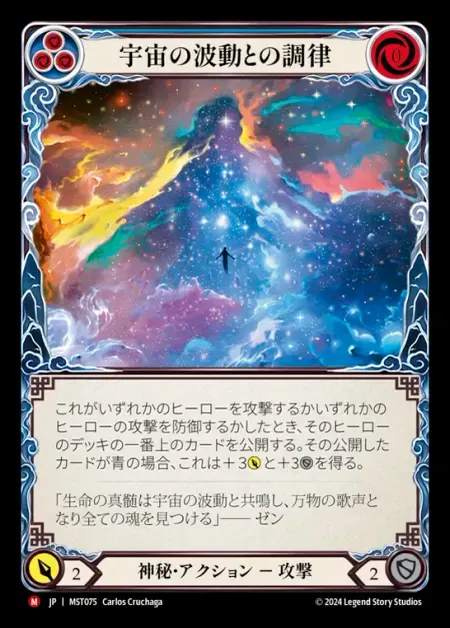 宇宙の波動との調律
0
これがいずれかのヒーローを攻撃するかいずれかの
ヒーローの攻撃を防御するかしたとき、そのヒーロー
のデッキの一番上のカードを公開する。その公開した
カードが青の場合、これは＋3と＋3を得る。
「生命の真髄は宇宙の波動と共鳴し、万物の歌声と
なり全ての魂を見つける」── ゼン
2
神秘・アクション － 攻撃
2
M JP | MST075 Carlos Cruchaga
© 2024 Legend Story Studios